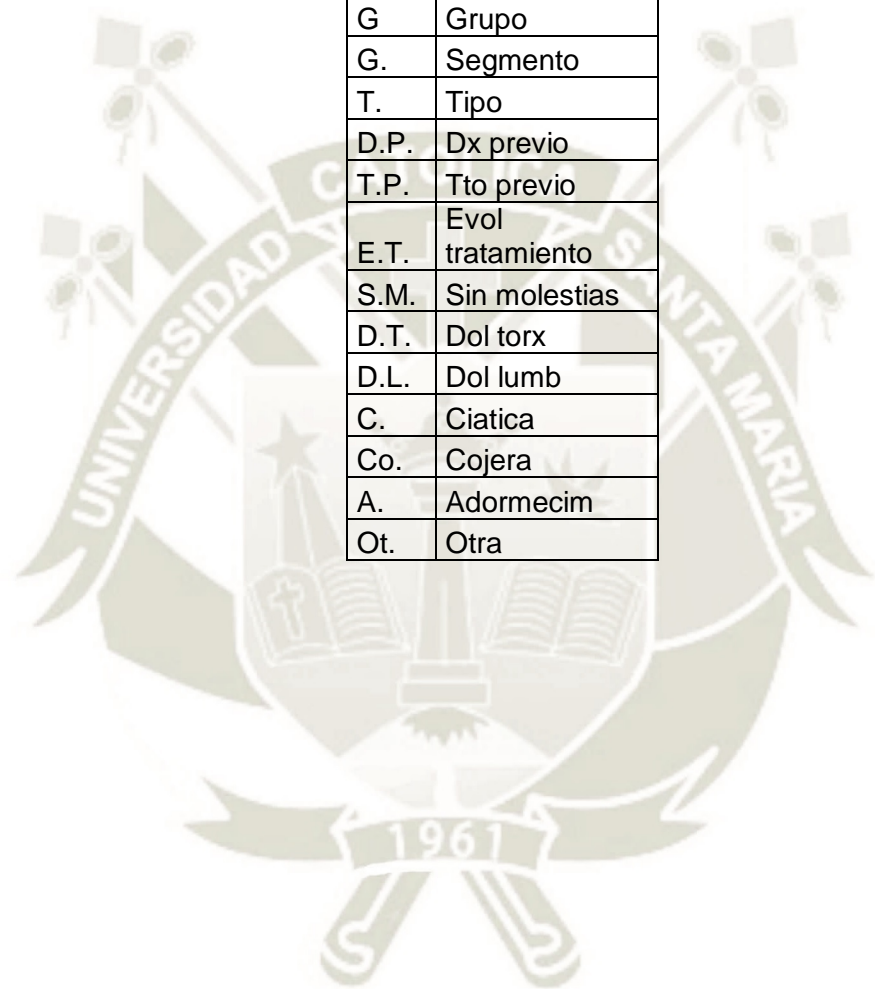 G Grupo
G. Segmento
T. Tipo
D.P. Dx previo
T.P. Tto previo
Evol
E.T. tratamiento
S.M. Sin molestias
D.T. Dol torx
D.L. Dol lumb
C. Ciatica
Co. Cojera
A. Adormecim
Ot. Otra
UNIVERSIDAD CATOLICA SANTA MARIA
1961